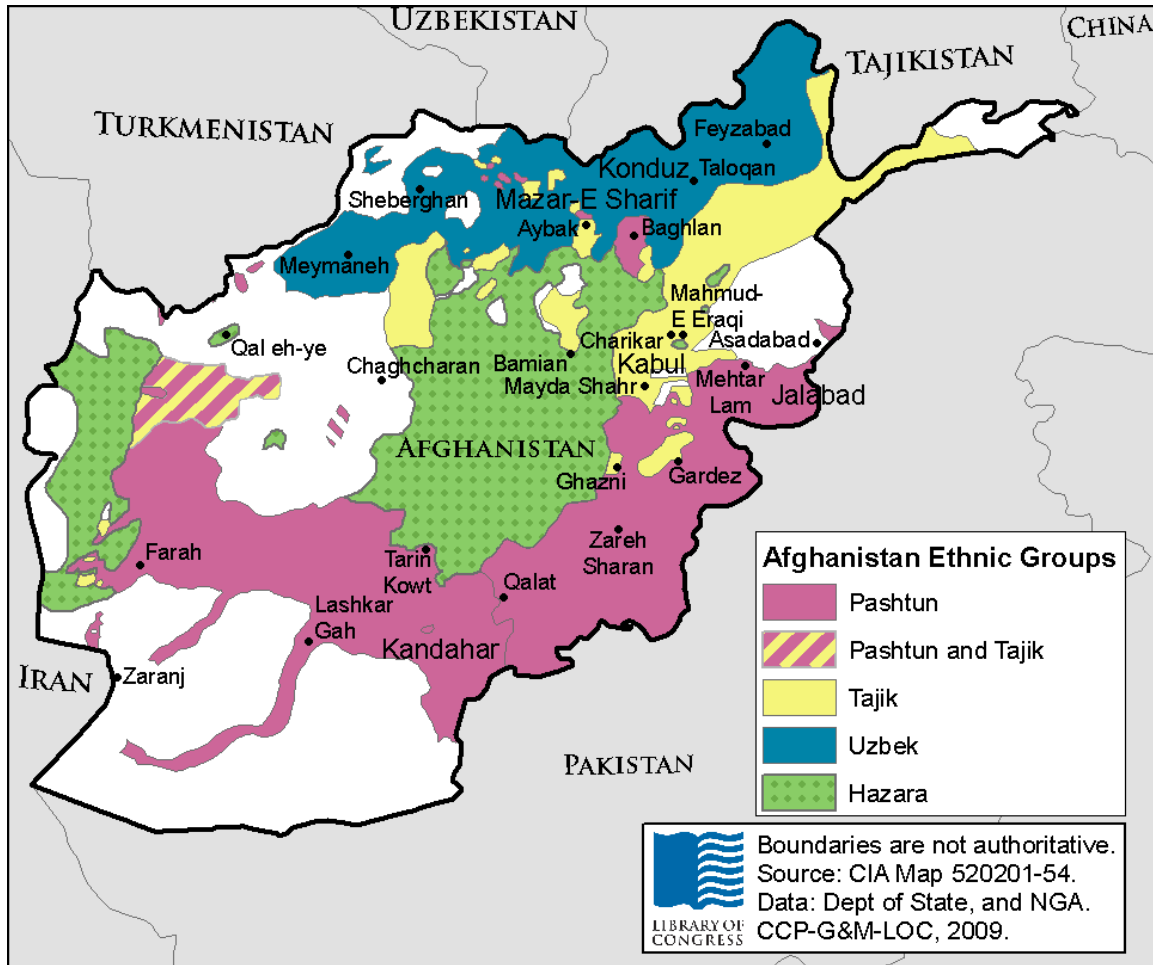 UZBEKISTAN
CHINA
TAJIKISTAN
TURKMENISTAN
Feyzabad
Konduz
Taloqan
Sheberghan
Mazar-E Sharif
Aybak
Baghlan
Meymaneh
Mahmud-
E Eraqi
Qal eh-ye
Charikar
Asadabad
Chaghcharan
Bamian
Kabul
Mayda Shahr
Mehtar
Lam
Jalabad
AFGHANISTAN
Ghazni
Gardez
Farah
Tarin
Kowt
Zareh
Sharan
Qalat
Lashkar
Gah
Kandahar
IRAN
Zaranj
PAKISTAN
Afghanistan Ethnic Groups
Pashtun
Pashtun and Tajik
Tajik
Uzbek
Hazara
LIBRARY OF
CONGRESS
Boundaries are not authoritative.
Source: CIA Map 520201-54.
Data: Dept of State, and NGA.
CCP-G&M-LOC, 2009.